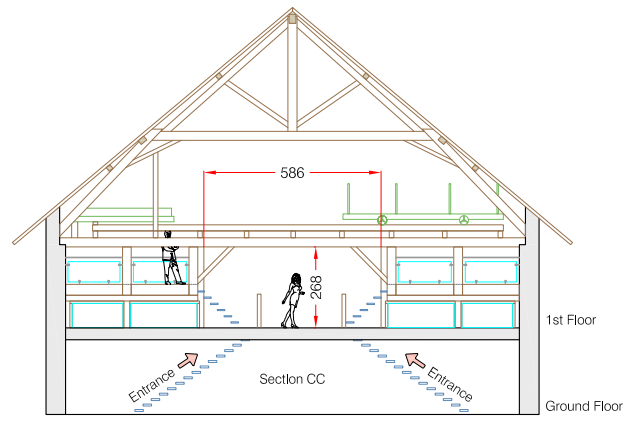 586
268
1st Floor
Entrance
Entrance
SectIon CC
Ground Floor